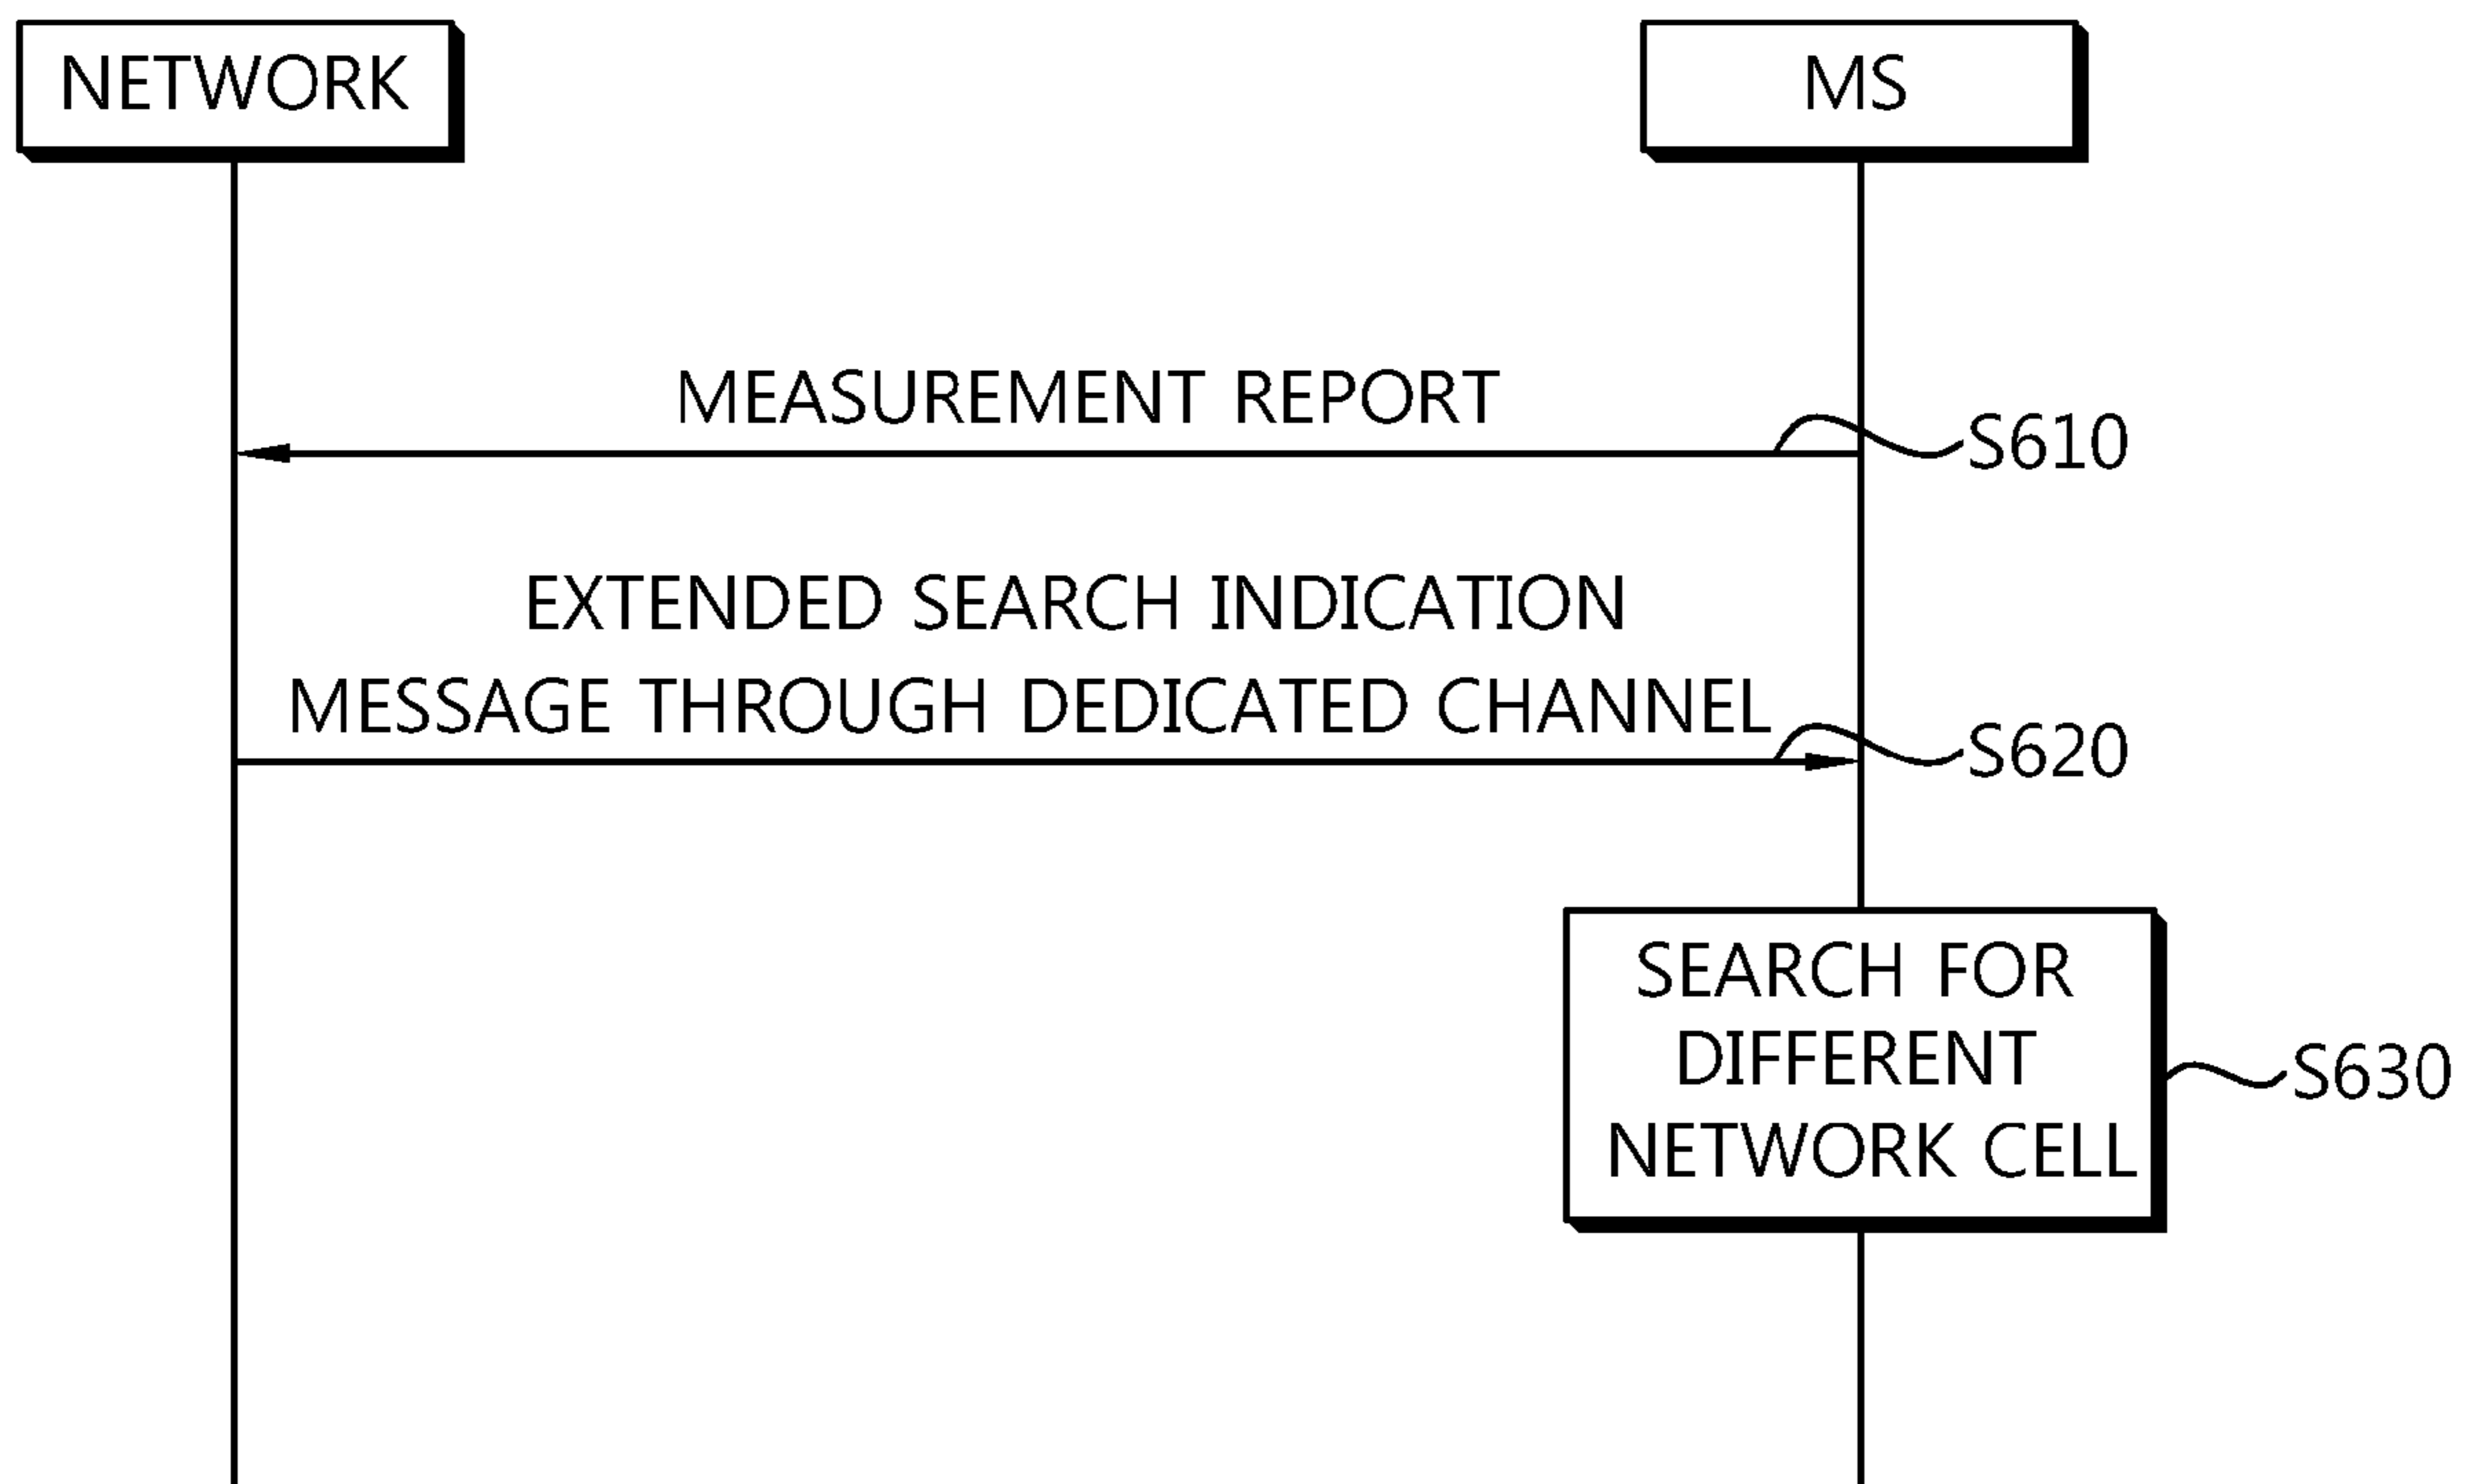 NETWORK
MS
MEASUREMENT REPORT
S610
EXTENDED SEARCH INDICATION
MESSAGE THROUGH DEDICATED CHANNEL
S620
SEARCH FOR
DIFFERENT
NETWORK CELL
S630